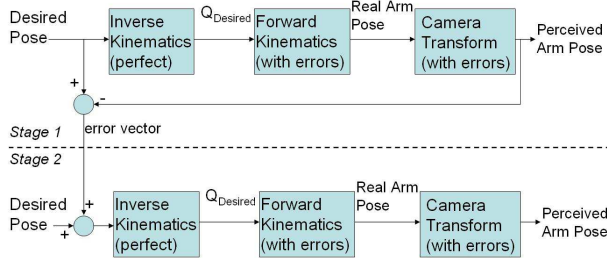 Desired
Pose
Inverse
Kinematics
(perfect)
QDesired
Forward
Kinematics
(with errors)
Real Arm
Pose
Camera
Transform
(with errors)
Perceived
Arm Pose
+
-
Stage 1
error vector
Stage 2
Desired
Pose
+
+
Inverse
Kinematics
(perfect)
QDesired
Forward
Kinematics
(with errors)
Real Arm
Pose
Camera
Transform
(with errors)
Perceived
Arm Pose